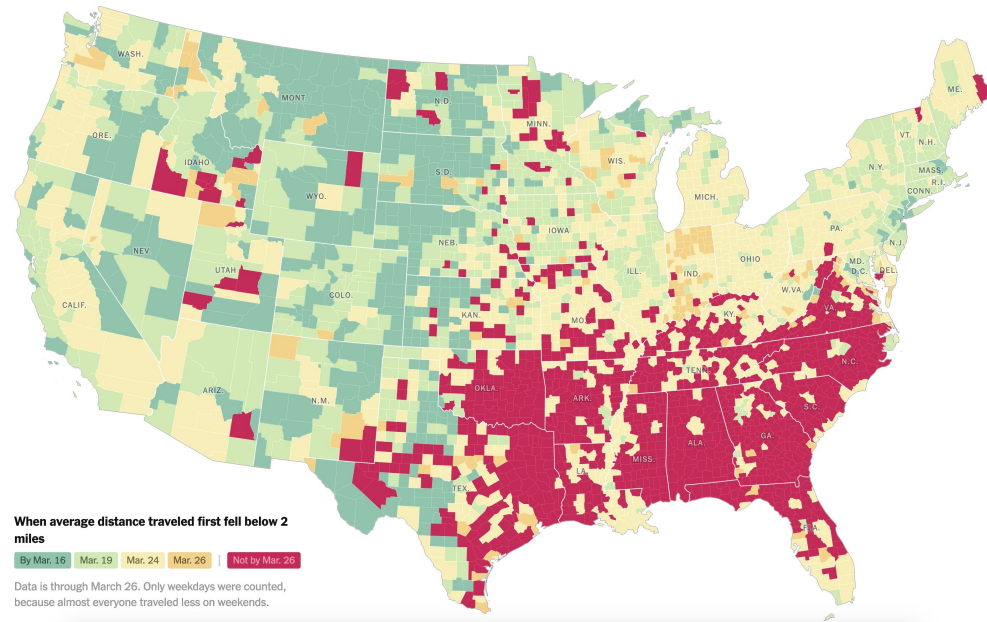 WASH.
ME.
MONT.
N.D.
MINN.
VT.
ORE.
N.H.
IDAHO
WIS.
N.Y.
MASS.
S.D.
R.I.
CONN.
WYO.
MICH.
IOWA
PA.
NEB.
N.J.
NEV.
OHIO
MD.
UTAH
ILL.
IND.
D.C.
DEL.
COLO.
W.VA.
CALIF.
VA.
KAN.
MO.
KY.
N.C.
TENN.
OKLA.
ARIZ.
N.M.
ARK.
S.C.
GA.
ALA.
MISS.
LA.
TEX.
FLA.
When average distance traveled first fell below 2
miles
By Mar. 16 Mar. 19 Mar. 24 Mar. 26 | Not by Mar. 26
Data is through March 26. Only weekdays were counted,
because almost everyone traveled less on weekends.